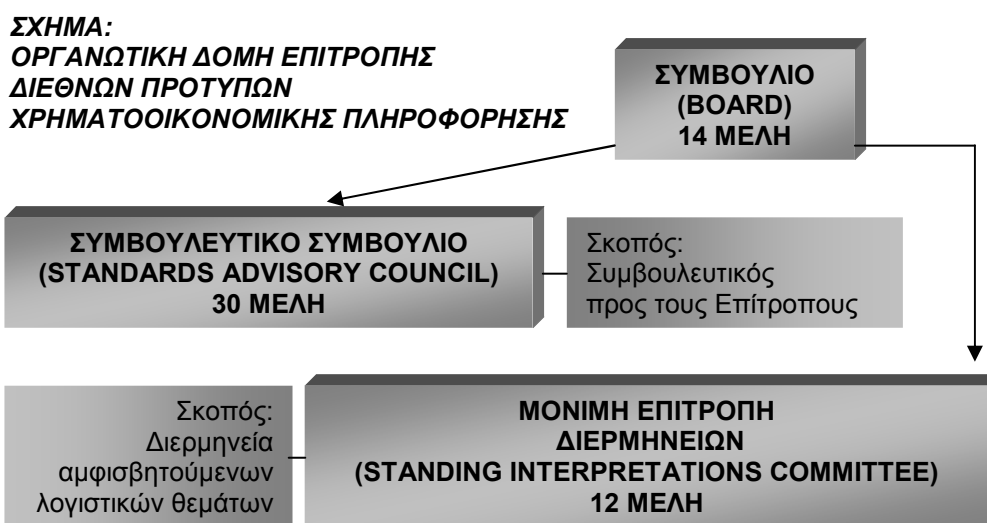 ΣΧΗΜΑ:
ΟΡΓΑΝΩΤΙΚΗ ΔΟΜΗ ΕΠΙΤΡΟΠΗΣ
ΔΙΕΘΝΩΝ ΠΡΟΤΥΠΩΝ
ΧΡΗΜΑΤΟΟΙΚΟΝΟΜΙΚΗΣ ΠΛΗΡΟΦΟΡΗΣΗΣ
ΣΥΜΒΟΥΛΙΟ
(BOARD)
14 ΜΕΛΗ
ΣΥΜΒΟΥΛΕΥΤΙΚΟ ΣΥΜΒΟΥΛΙΟ
(STANDARDS ADVISORY COUNCIL)
30 ΜΕΛΗ
Σκοπός:
Συμβουλευτικός
προς τους Επίτροπους
Σκοπός:
Διερμηνεία
αμφισβητούμενων
λογιστικών θεμάτων
ΜΟΝΙΜΗ ΕΠΙΤΡΟΠΗ
ΔΙΕΡΜΗΝΕΙΩΝ
(STANDING INTERPRETATIONS COMMITTEE)
12 ΜΕΛΗ